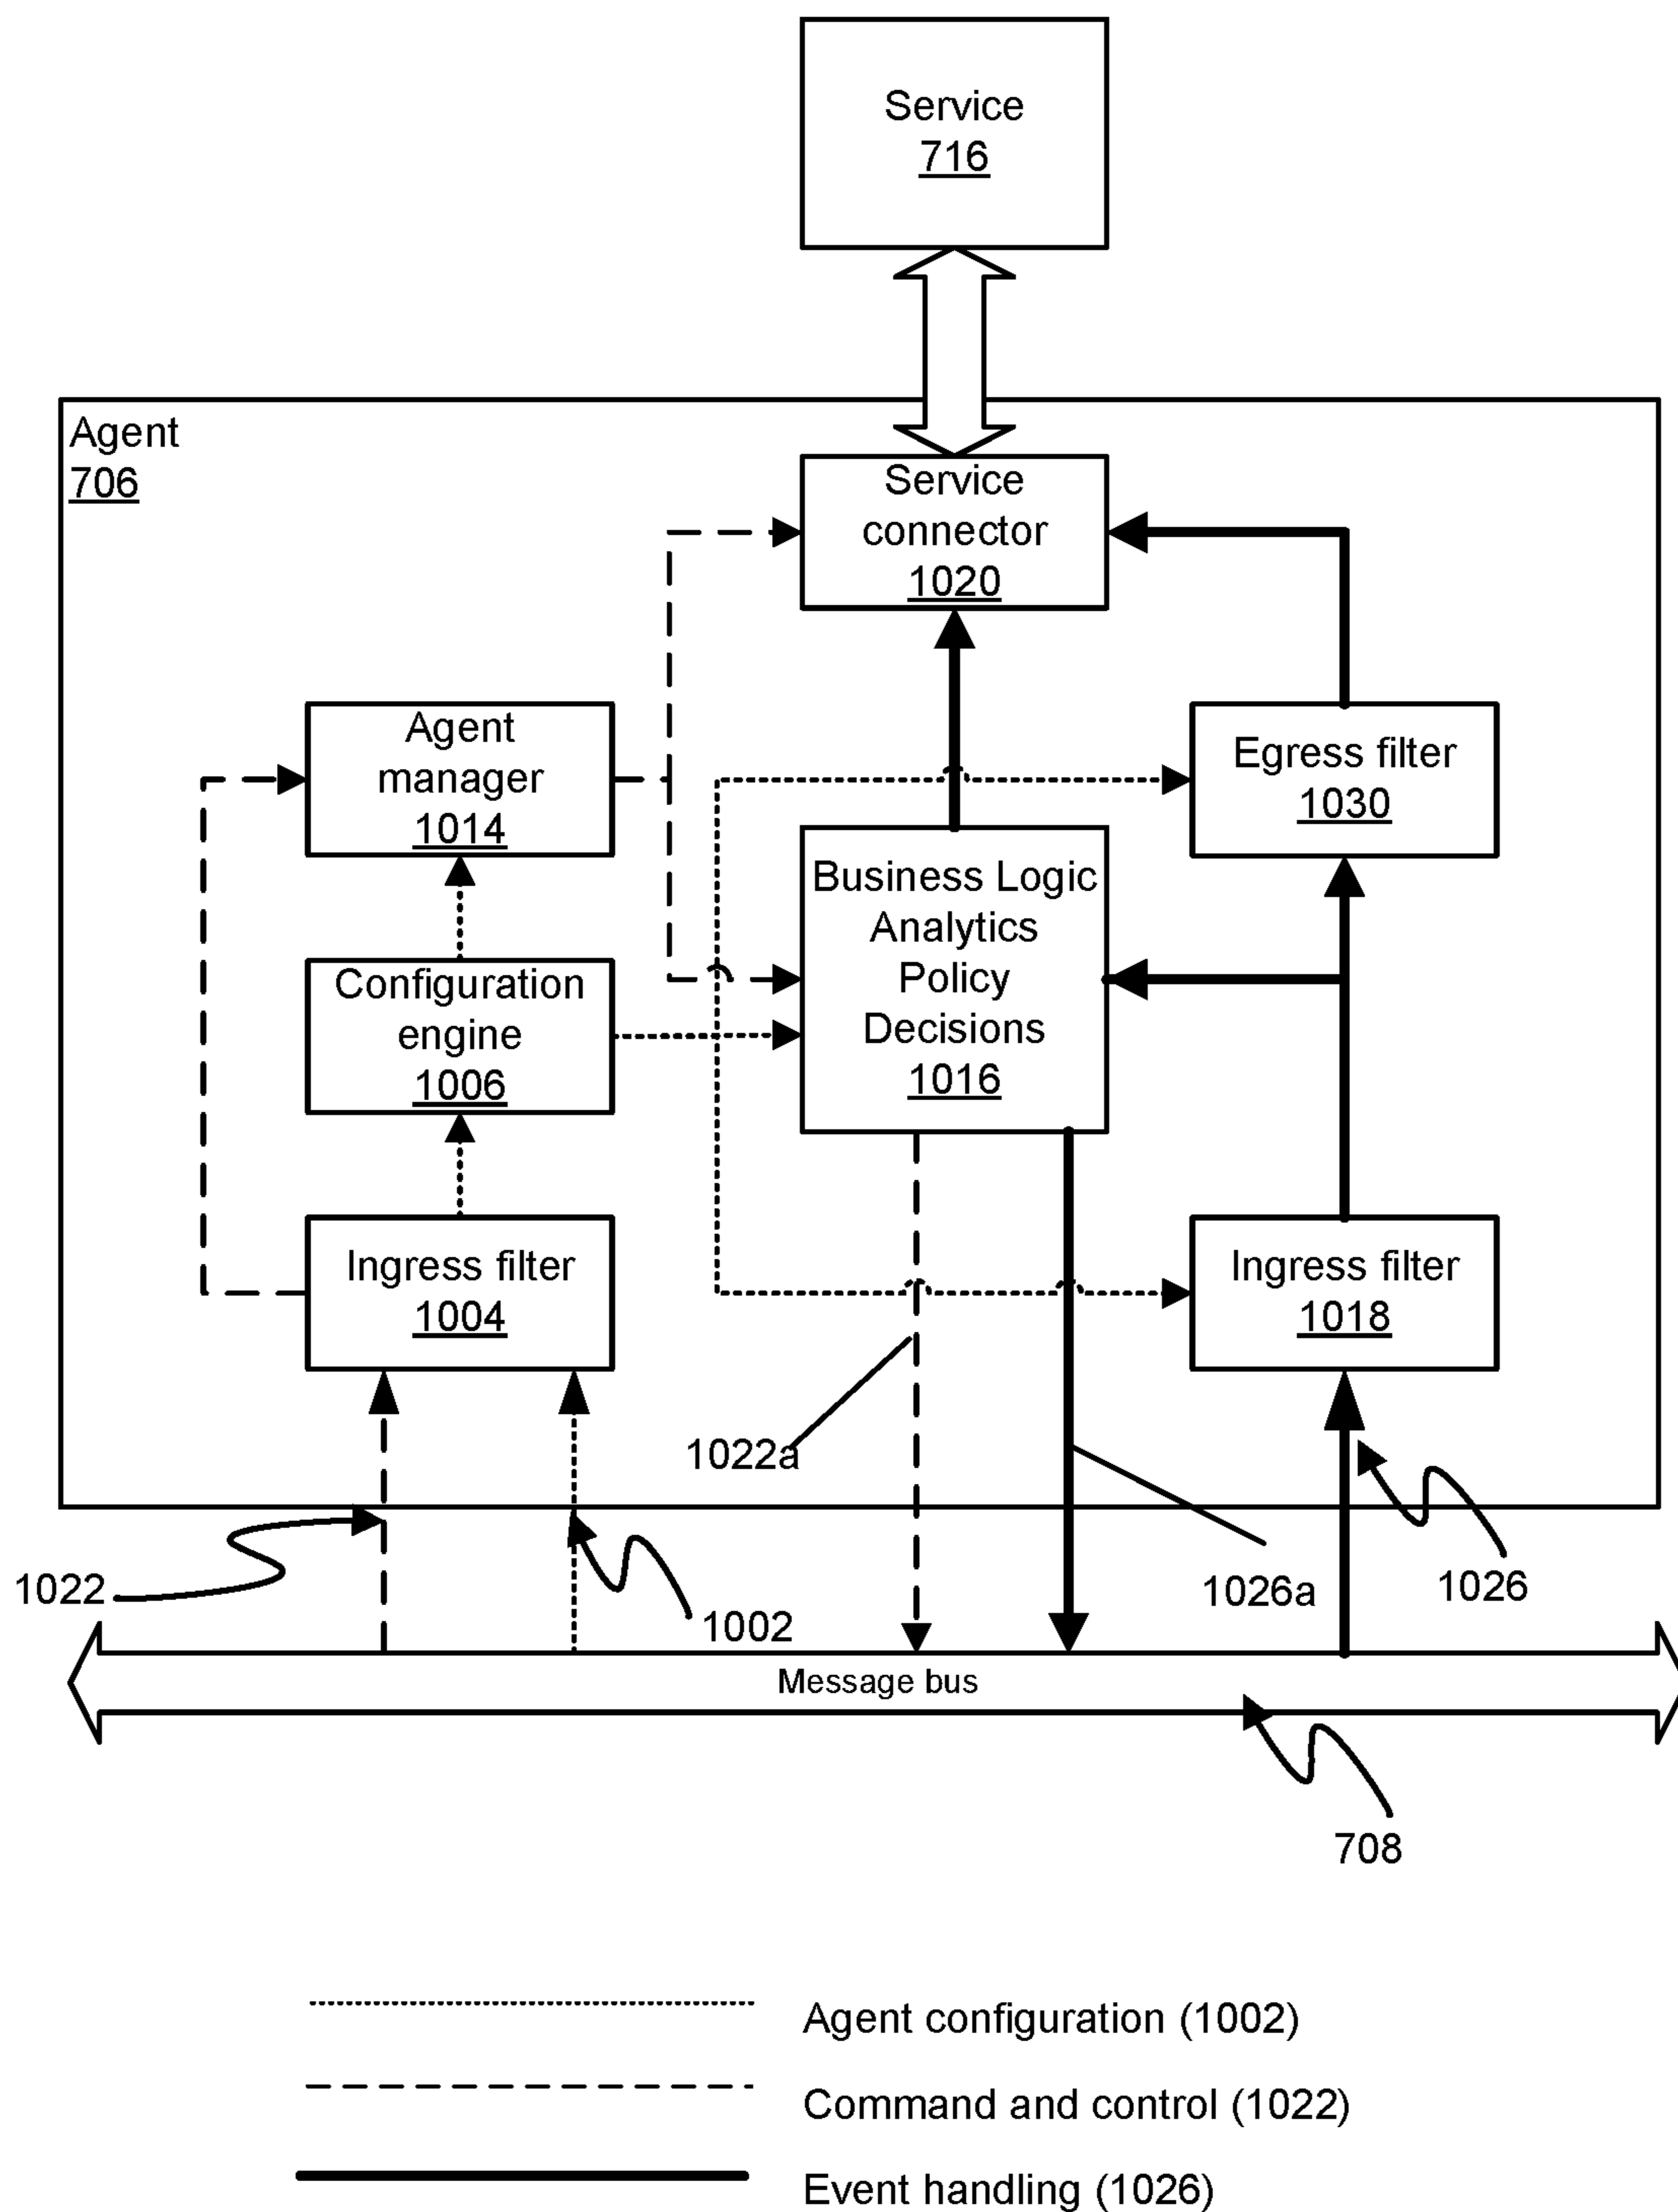 Service
716
Agent
706
Service
connector
1020
Agent
manager
1014
Egress filter
1030
Business Logic
Analytics
Policy
Decisions
1016
Configuration
engine
1006
Ingress filter
1004
Ingress filter
1018
1022a
1022
1002
1026a
1026
Message bus
708
Agent configuration (1002)
Command and control (1022)
Event handling (1026)